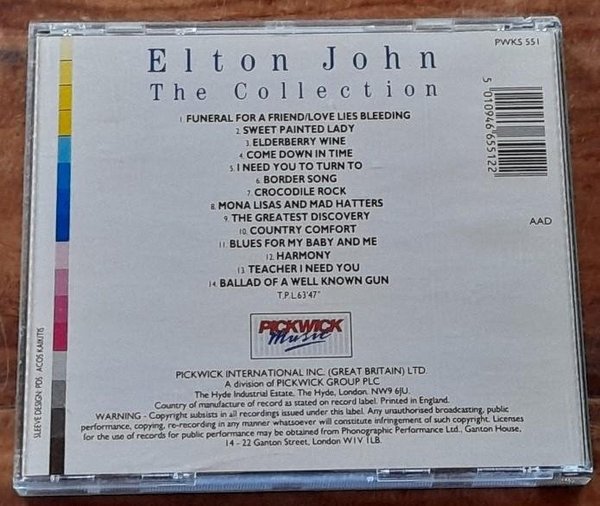 Elton John
PWKS 551
The Collection
1. FUNERAL FOR A FRIEND/LOVE LIES BLEEDING
2. SWEET PAINTED LADY
3. ELDERBERRY WINE
4. COME DOWN IN TIME
5. I NEED YOU TO TURN TO
6. BORDER SONG
7. CROCODILE ROCK
8. MONA LISAS AND MAD HATTERS
9. THE GREATEST DISCOVERY
10. COUNTRY COMFORT
11. BLUES FOR MY BABY AND ME
12. HARMONY
13. TEACHER I NEED YOU
14. BALLAD OF A WELL KNOWN GUN
T.P.L.63'47"
5 010946 655122
AAD
PICKWICK
Music
PICKWICK INTERNATIONAL INC. (GREAT BRITAIN) LTD.
A division of PICKWICK GROUP PLC
The Hyde Industrial Estate, The Hyde, London. NW9 6JU.
Country of manufacture of record as stated on record label. Printed in England.
WARNING - Copyright subsists in all recordings issued under this label. Any unauthorised broadcasting, public
performance, copying, re-recording in any manner whatsoever will constitute infringement of such copyright. Licenses
for the use of records for public performance may be obtained from Phonographic Performance Ltd., Ganton House,
14 - 22 Ganton Street, London W1V 1LB.
SLEEVE DESIGN: PDS